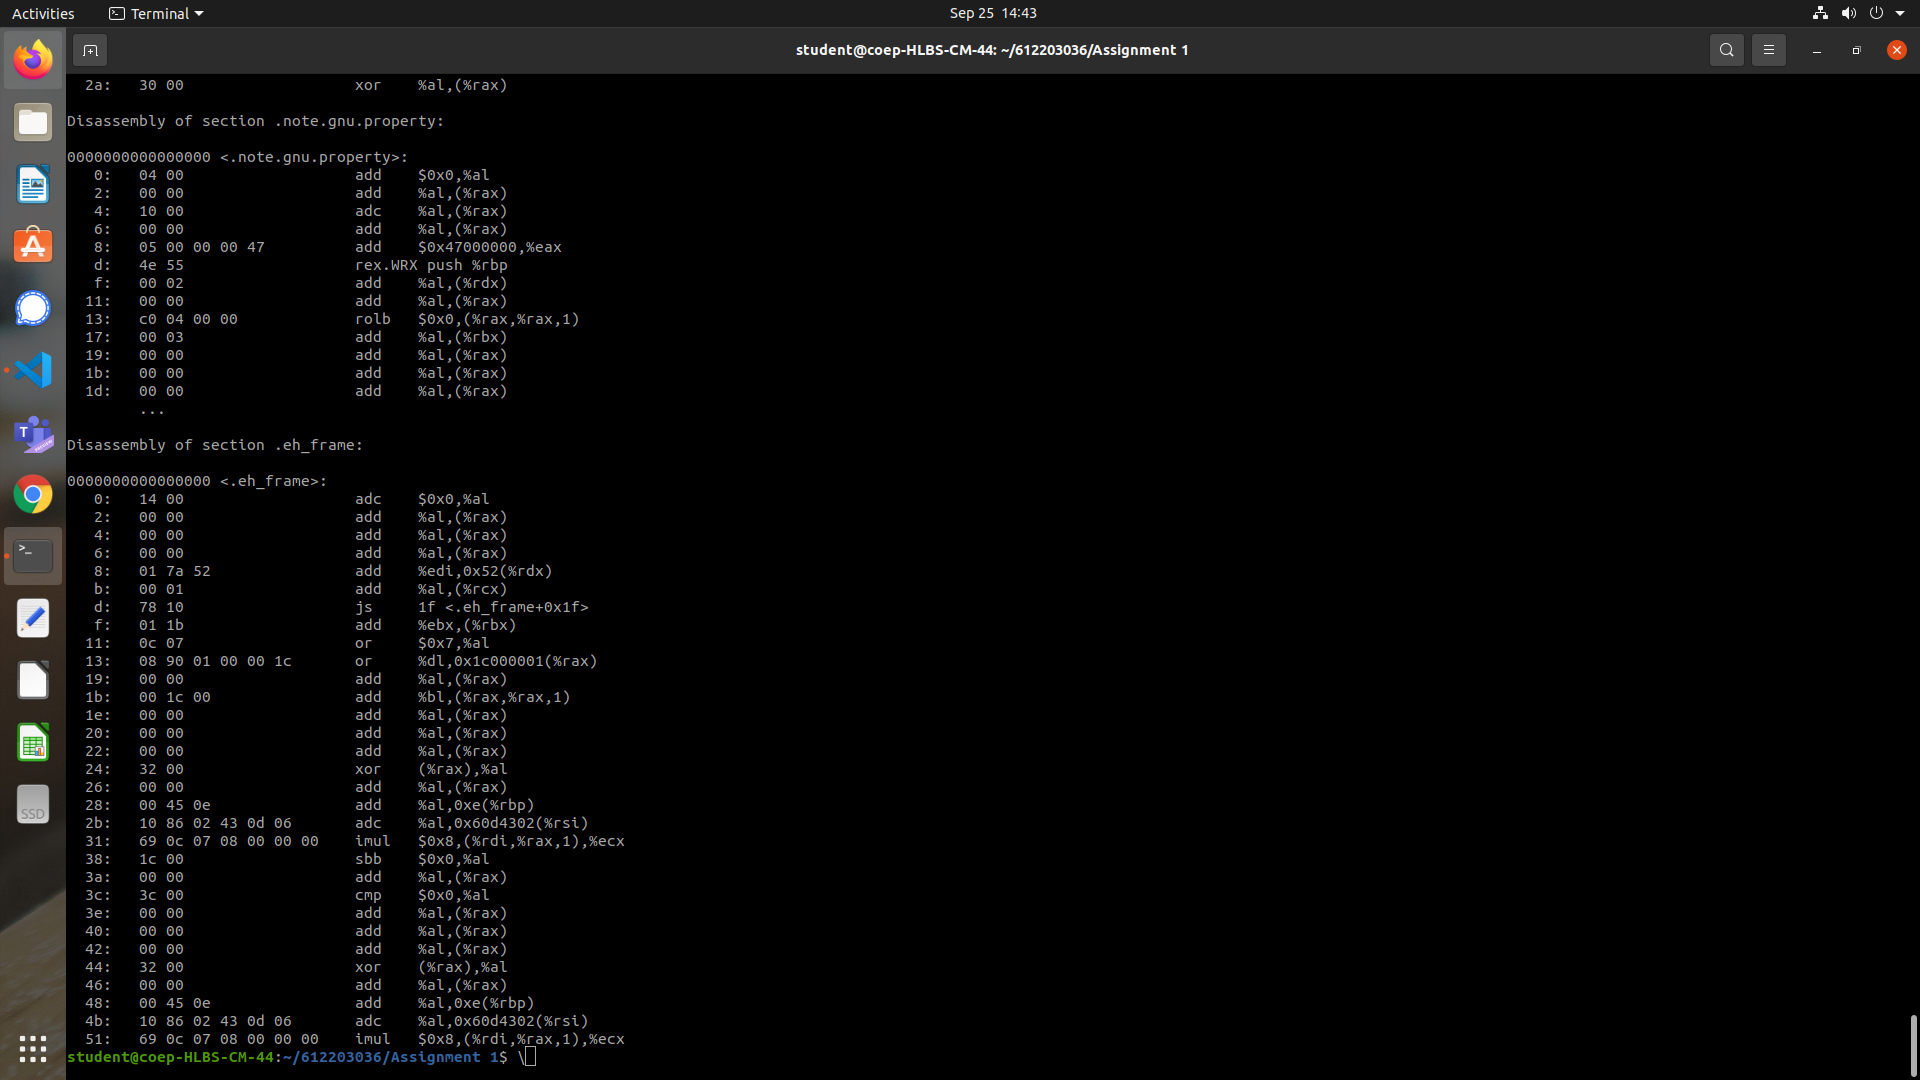 Activities
Terminal
Sep 25 14:43
student@coep-HLBS-CM-44: ~/612203036/Assignment 1
2a: 30 00 xor %al,(%rax)
Disassembly of section .note.gnu.property:
0000000000000000 <.note.gnu.property>:
0: 04 00 add $0x0,%al
2: 00 00 add %al,(%rax)
4: 10 00 adc %al,(%rax)
6: 00 00 add %al,(%rax)
8: 05 00 00 00 47 add $0x47000000,%eax
d: 4e 55 rex.WRX push %rbp
f: 00 02 add %al,(%rdx)
11: 00 00 add %al,(%rax)
13: c0 04 00 00 rolb $0x0,(%rax,%rax,1)
17: 00 03 add %al,(%rbx)
19: 00 00 add %al,(%rax)
1b: 00 00 add %al,(%rax)
1d: 00 00 add %al,(%rax)
...
Disassembly of section .eh_frame:
0000000000000000 <.eh_frame>:
0: 14 00 adc $0x0,%al
2: 00 00 add %al,(%rax)
4: 00 00 add %al,(%rax)
6: 00 00 add %al,(%rax)
8: 01 7a 52 add %edi,0x52(%rdx)
b: 00 01 add %al,(%rcx)
d: 78 10 js 1f <.eh_frame+0x1f>
f: 01 1b add %ebx,(%rbx)
11: 0c 07 or $0x7,%al
13: 08 90 01 00 00 1c or %dl,0x1c000001(%rax)
19: 00 00 add %al,(%rax)
1b: 00 1c 00 add %bl,(%rax,%rax,1)
1e: 00 00 add %al,(%rax)
20: 00 00 add %al,(%rax)
22: 00 00 add %al,(%rax)
24: 32 00 xor (%rax),%al
26: 00 00 add %al,(%rax)
28: 00 45 0e add %al,0xe(%rbp)
2b: 10 86 02 43 0d 06 adc %al,0x60d4302(%rsi)
31: 69 0c 07 08 00 00 00 imul $0x8,(%rdi,%rax,1),%ecx
38: 1c 00 sbb $0x0,%al
3a: 00 00 add %al,(%rax)
3c: 3c 00 cmp $0x0,%al
3e: 00 00 add %al,(%rax)
40: 00 00 add %al,(%rax)
42: 00 00 add %al,(%rax)
44: 32 00 xor (%rax),%al
46: 00 00 add %al,(%rax)
48: 00 45 0e add %al,0xe(%rbp)
4b: 10 86 02 43 0d 06 adc %al,0x60d4302(%rsi)
51: 69 0c 07 08 00 00 00 imul $0x8,(%rdi,%rax,1),%ecx
student@coep-HLBS-CM-44:~/612203036/Assignment 1$ \
SSD